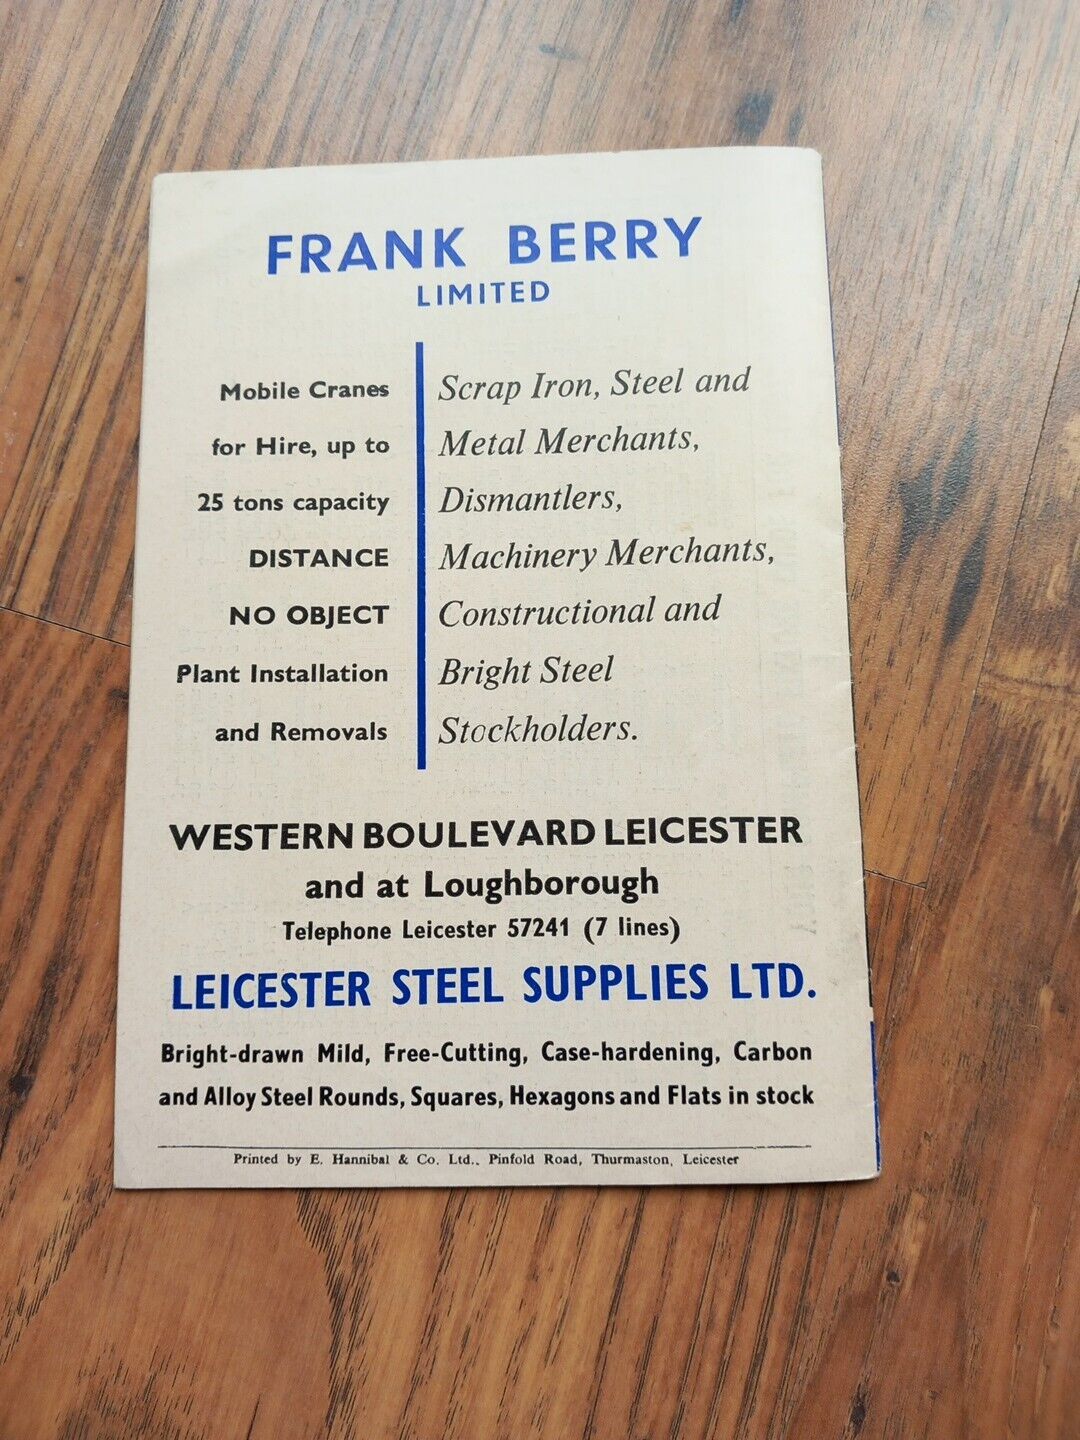 FRANK BERRY
LIMITED
Mobile Cranes
for Hire, up to
25 tons capacity
DISTANCE
NO OBJECT
Plant Installation
and Removals
Scrap Iron, Steel and
Metal Merchants,
Dismantlers,
Machinery Merchants,
Constructional and
Bright Steel
Stockholders.
WESTERN BOULEVARD LEICESTER
and at Loughborough
Telephone Leicester 57241 (7 lines)
LEICESTER STEEL SUPPLIES LTD.
Bright-drawn Mild, Free-Cutting, Case-hardening, Carbon
and Alloy Steel Rounds, Squares, Hexagons and Flats in stock
Printed by E. Hannibal & Co. Ltd., Pinfold Road, Thurmaston, Leicester